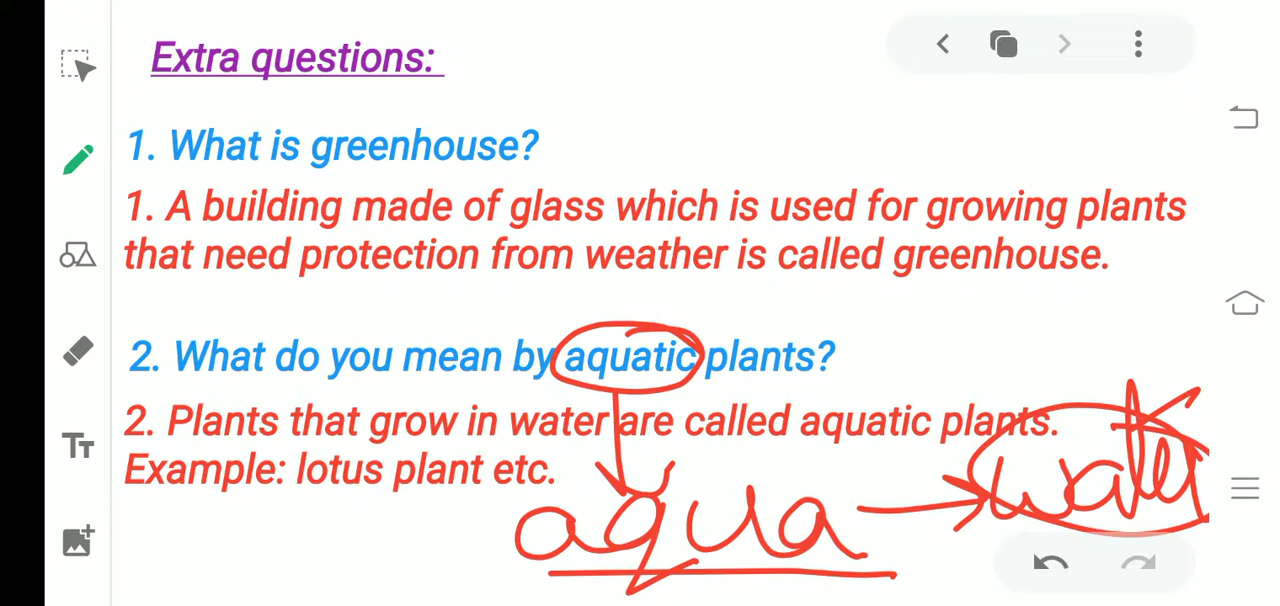 Extra questions:
1. What is greenhouse?
1. A building made of glass which is used for growing plants
that need protection from weather is called greenhouse.
2. What do you mean by aquatic plants?
2. Plants that grow in water are called aquatic plants.
Example: lotus plant etc.
aqua → water
TT